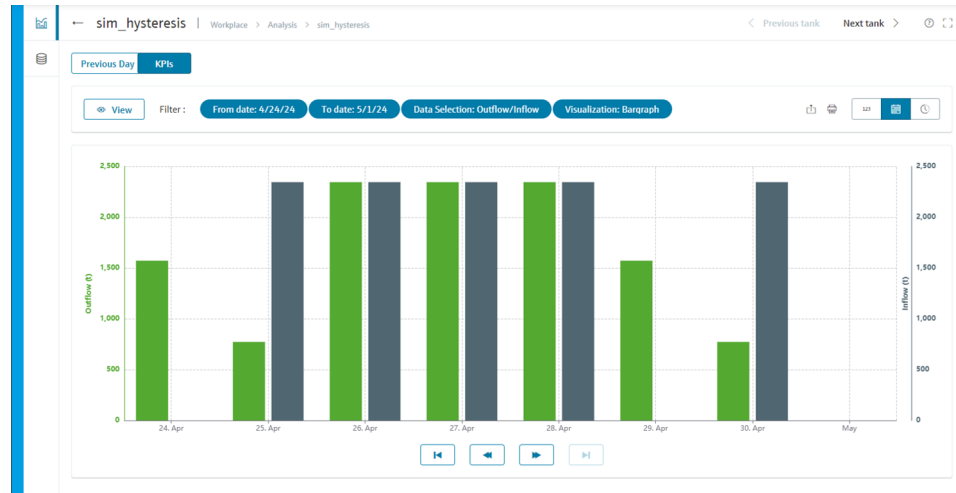 ← sim_hysteresis | Workplace > Analysis > sim_hysteresis < Previous tank Next tank >
Previous Day KPIs
View Filter : From date: 4/24/24 To date: 5/1/24 Data Selection: Outflow/Inflow Visualization: Bargraph 123
2,500 2,500
2,000 2,000
1,500 1,500
Outflow (t) Inflow (t)
1,000 1,000
500 500
0 0
24. Apr 25. Apr 26. Apr 27. Apr 28. Apr 29. Apr 30. Apr May